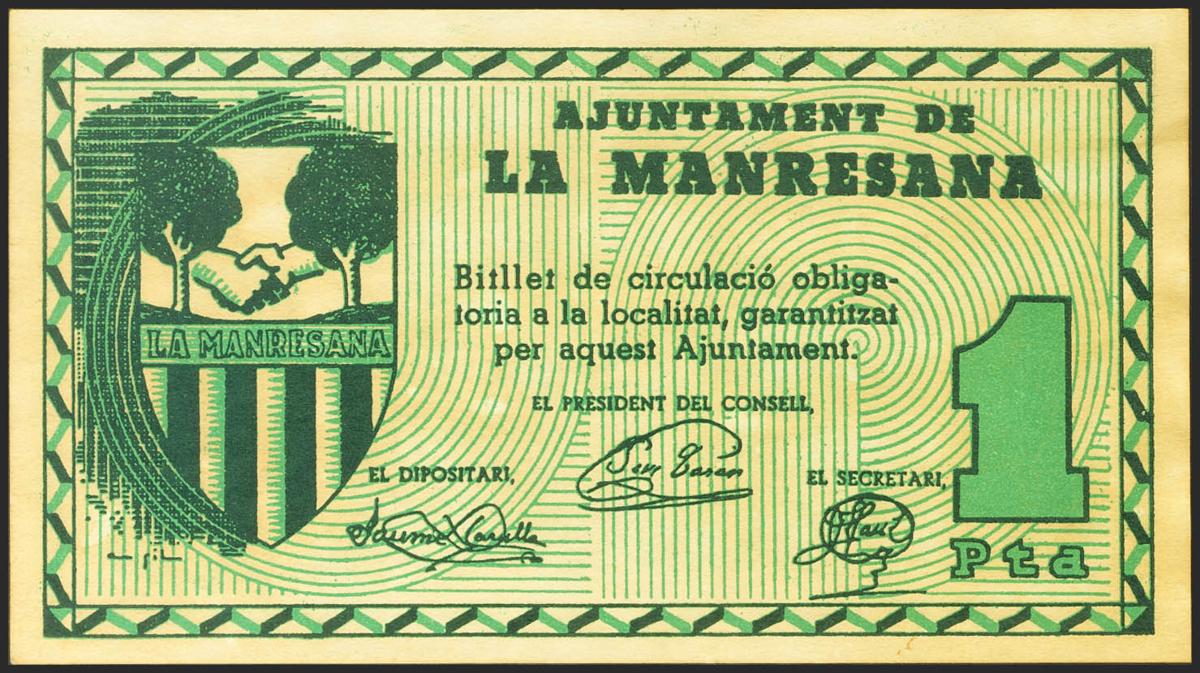 AJUNTAMENT DE
LA MANRESANA
LA MANRESANA
Bitllet de circulació obliga-
toria a la localitat, garantitzat
per aquest Ajuntament.
EL PRESIDENT DEL CONSELL,
EL DIPOSITARI,
EL SECRETARI,
1
Pta